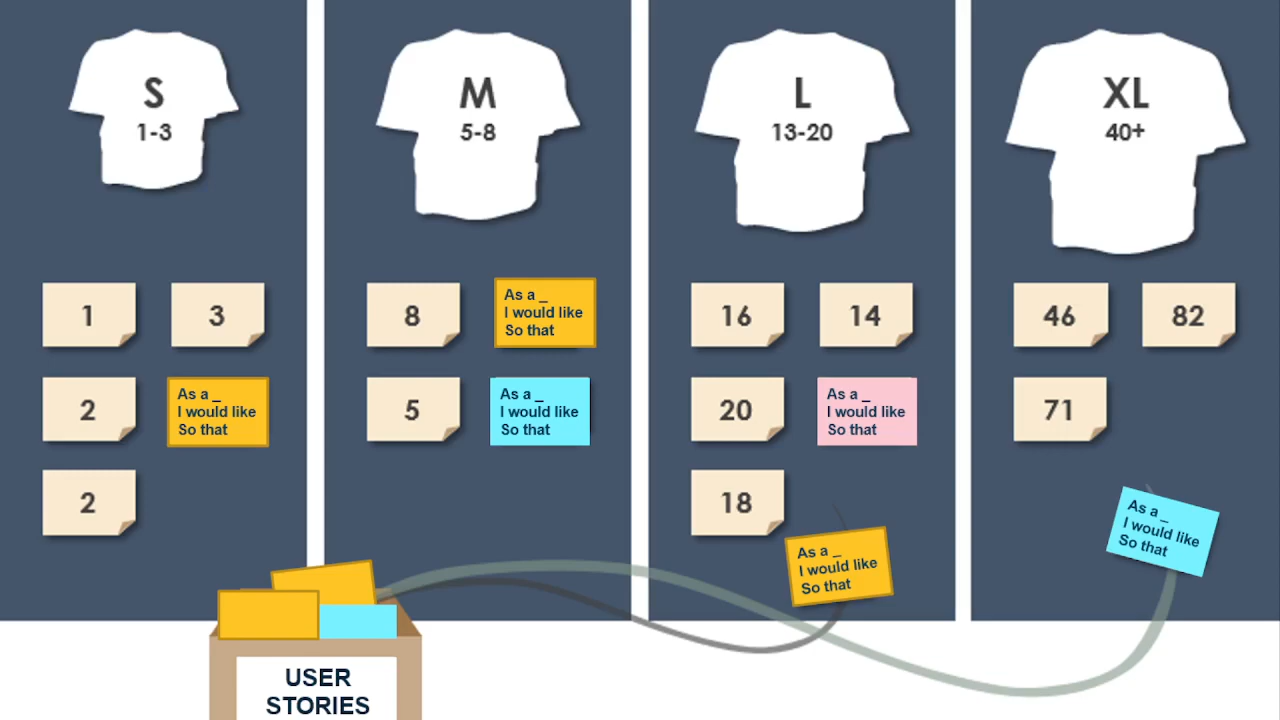 S
1-3
M
5-8
L
13-20
XL
40+
1
3
8
As a _
I would like
So that
16
14
46
82
2
As a _
I would like
So that
5
As a _
I would like
So that
20
As a _
I would like
So that
71
2
18
As a _
I would like
So that
As a _
I would like
So that
USER
STORIES